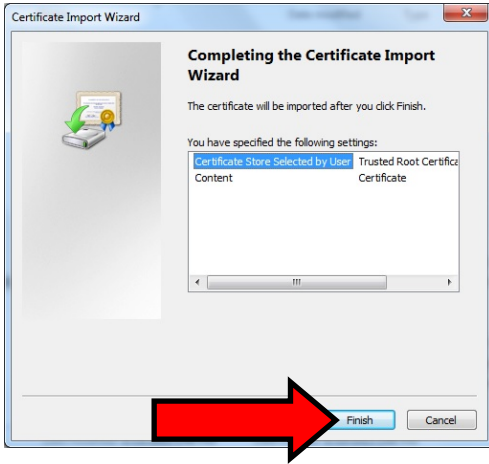 Certificate Import Wizard
Completing the Certificate Import
Wizard
The certificate will be imported after you click Finish.
You have specified the following settings:
Certificate Store Selected by User Trusted Root Certifica
Content Certificate
Finish Cancel